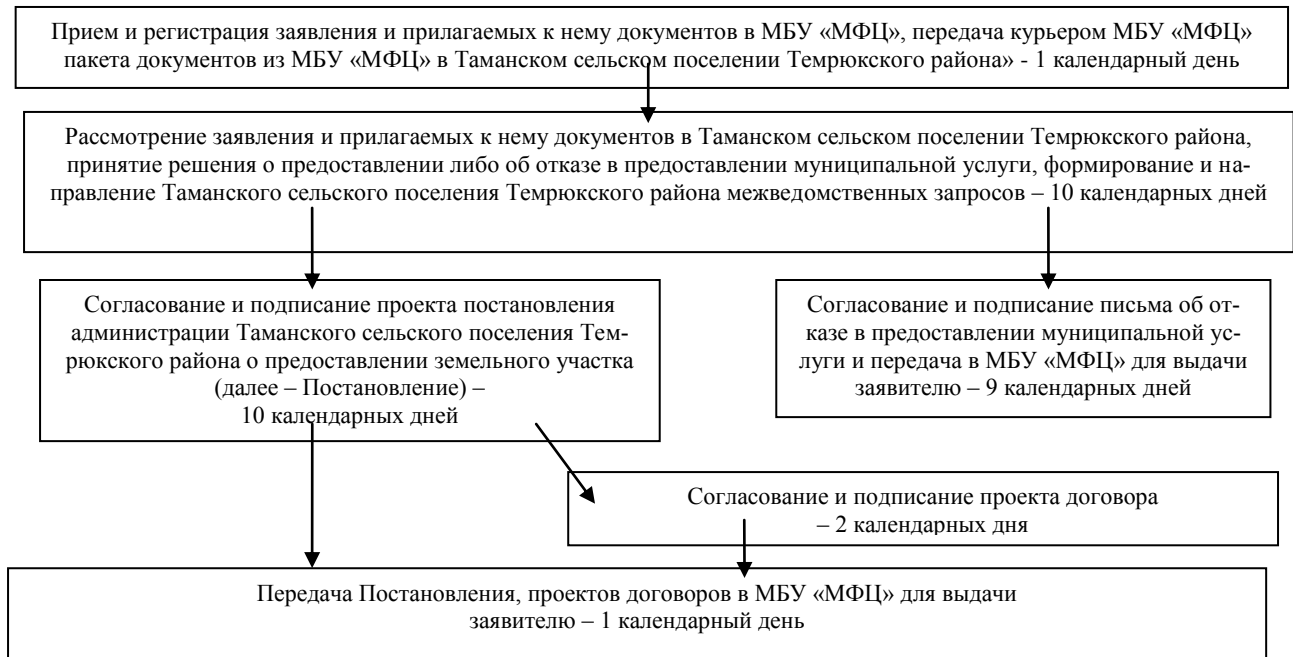 Прием и регистрация заявления и прилагаемых к нему документов в МБУ «МФЦ», передача курьером МБУ «МФЦ»
пакета документов из МБУ «МФЦ» в Таманском сельском поселении Темрюкского района» - 1 календарный день
Рассмотрение заявления и прилагаемых к нему документов в Таманском сельском поселении Темрюкского района,
принятие решения о предоставлении либо об отказе в предоставлении муниципальной услуги, формирование и на-
правление Таманского сельского поселения Темрюкского района межведомственных запросов – 10 календарных дней
Согласование и подписание проекта постановления
администрации Таманского сельского поселения Тем-
рюкского района о предоставлении земельного участка
(далее – Постановление) –
10 календарных дней
Согласование и подписание письма об от-
казе в предоставлении муниципальной ус-
луги и передача в МБУ «МФЦ» для выдачи
заявителю – 9 календарных дней
Согласование и подписание проекта договора
– 2 календарных дня
Передача Постановления, проектов договоров в МБУ «МФЦ» для выдачи
заявителю – 1 календарный день